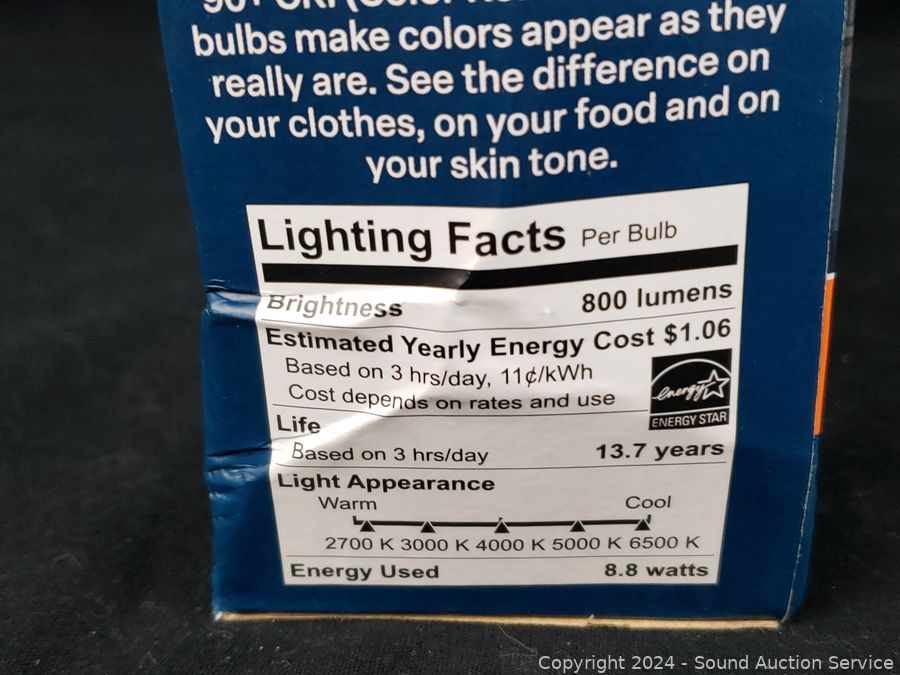 bulbs make colors appear as they
really are. See the difference on
your clothes, on your food and on
your skin tone.
Lighting Facts Per Bulb
Brightness 800 lumens
Estimated Yearly Energy Cost $1.06
Based on 3 hrs/day, 11¢/kWh
Cost depends on rates and use
energy
ENERGY STAR
Life
Based on 3 hrs/day 13.7 years
Light Appearance
Warm Cool
2700 K 3000 K 4000 K 5000 K 6500 K
Energy Used 8.8 watts
Copyright 2024 - Sound Auction Service